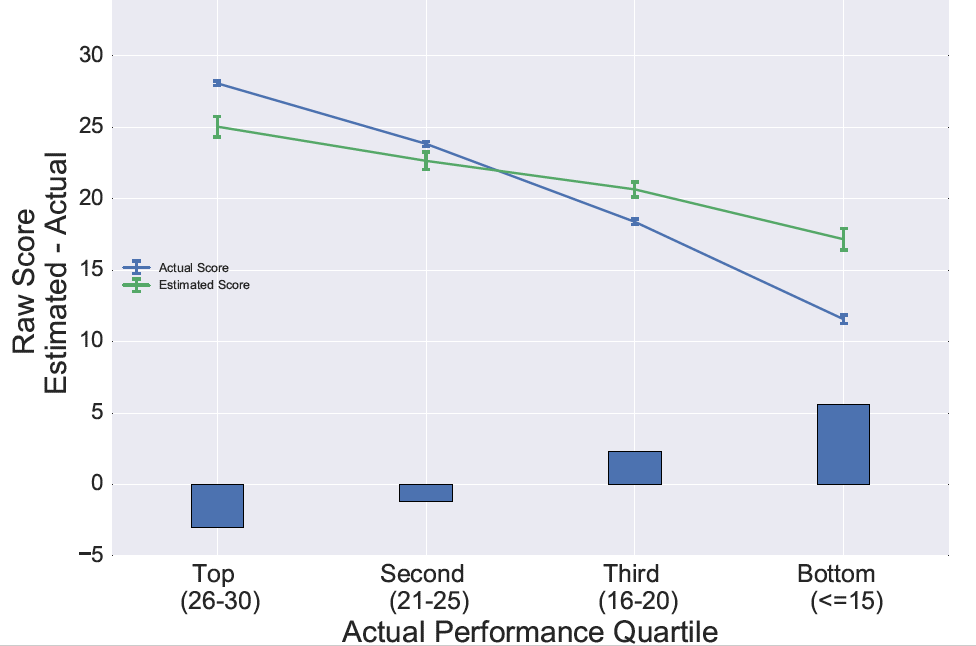 30
25
20
15
10
5
0
−5
Raw Score
Estimated - Actual
Actual Score
Estimated Score
Top Second Third Bottom
(26-30) (21-25) (16-20) (<=15)
Actual Performance Quartile